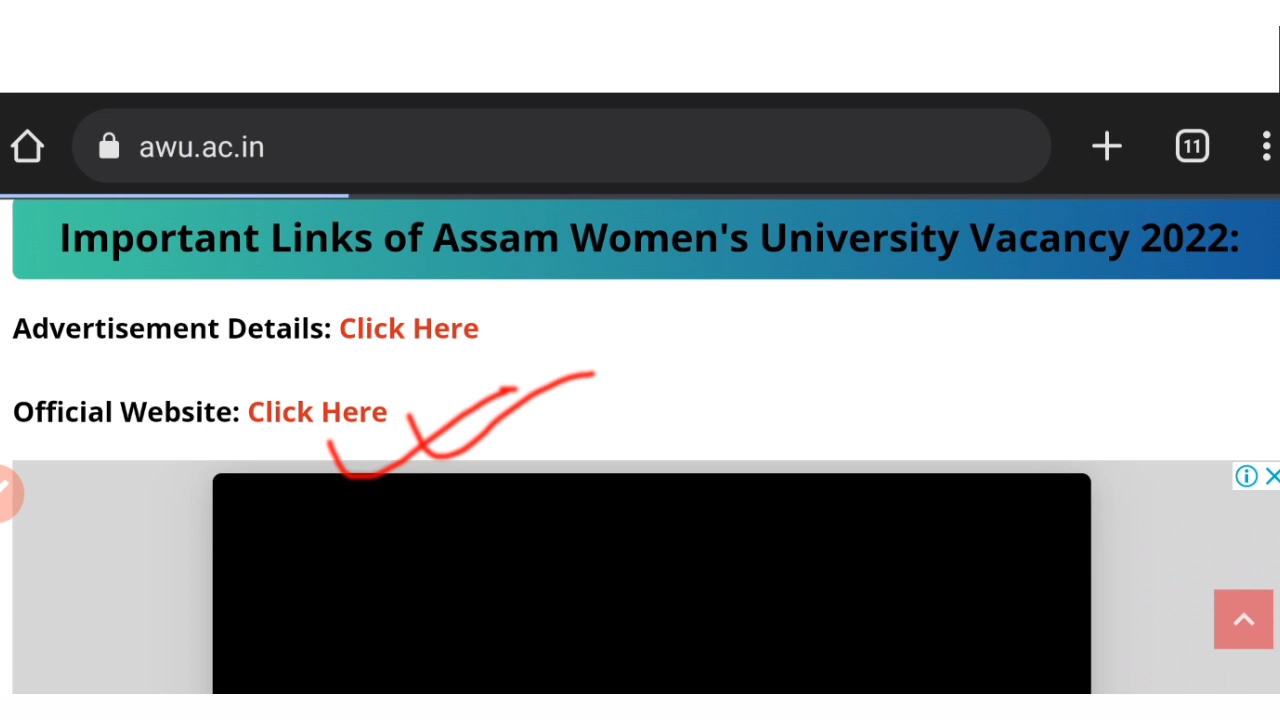 awu.ac.in
11
Important Links of Assam Women's University Vacancy 2022:
Advertisement Details: Click Here
Official Website: Click Here